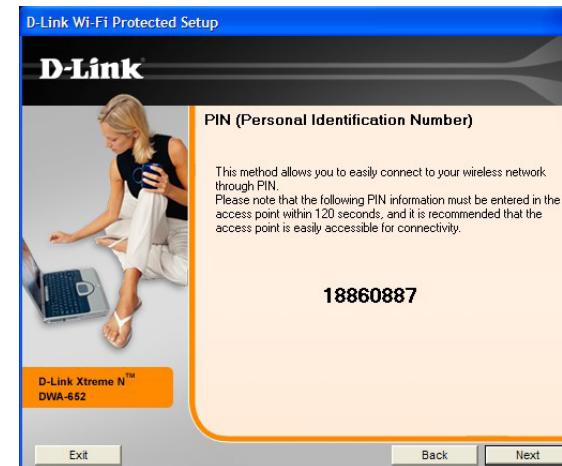 D-Link Wi-Fi Protected Setup
D-Link
PIN (Personal Identification Number)
This method allows you to easily connect to your wireless network
through PIN.
Please note that the following PIN information must be entered in the
access point within 120 seconds, and it is recommended that the
access point is easily accessible for connectivity.
18860887
D-Link Xtreme N™
DWA-652
Exit
Back
Next